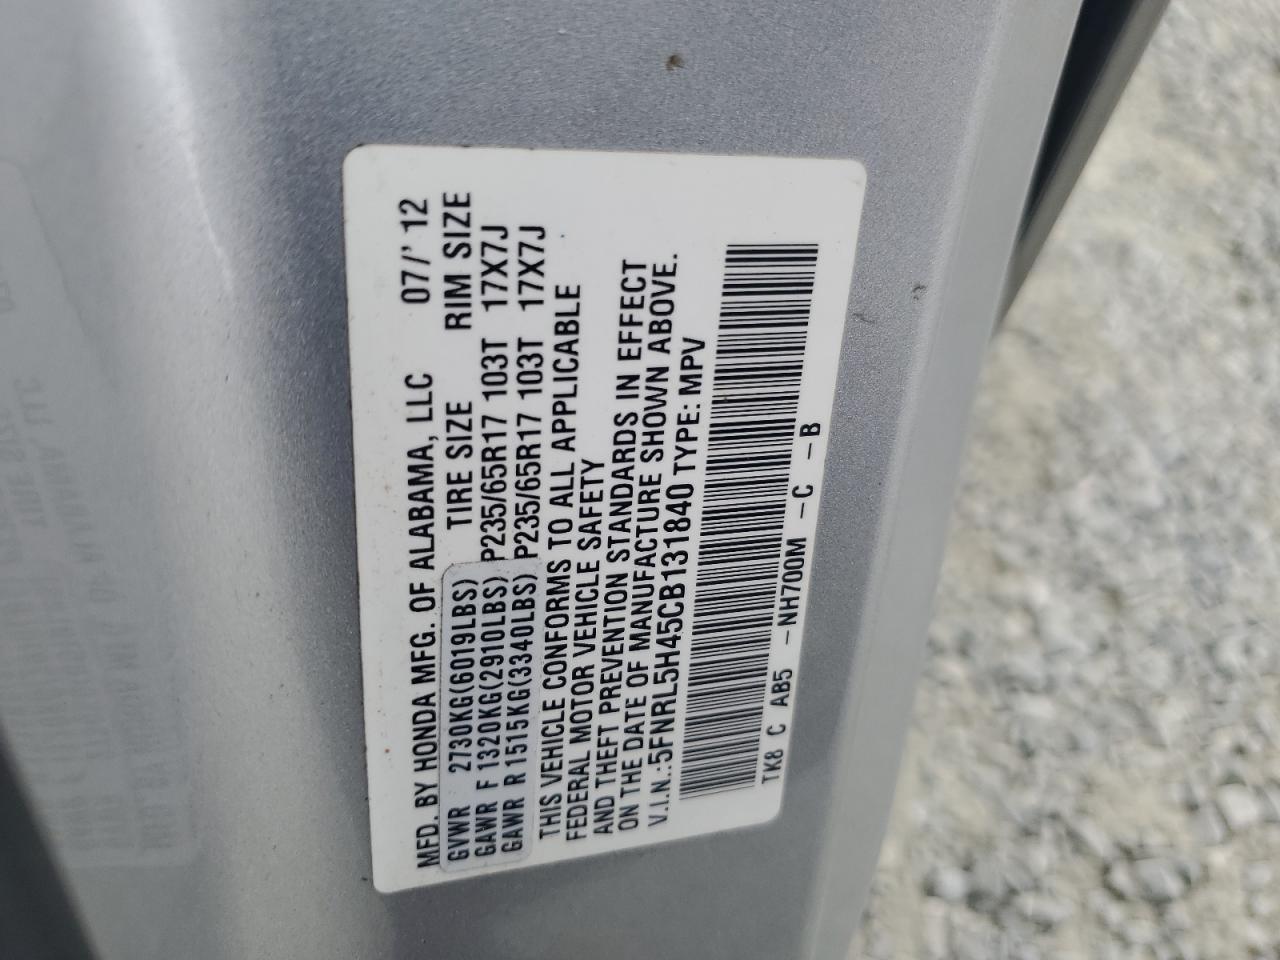 MFD. BY HONDA MFG. OF ALABAMA, LLC 07/'12
GVWR 2730KG(6019LBS) TIRE SIZE RIM SIZE
GAWR F 1320KG(2910LBS) P235/65R17 103T 17X7J
GAWR R 1515KG(3340LBS) P235/65R17 103T 17X7J
THIS VEHICLE CONFORMS TO ALL APPLICABLE
FEDERAL MOTOR VEHICLE SAFETY
AND THEFT PREVENTION STANDARDS IN EFFECT
ON THE DATE OF MANUFACTURE SHOWN ABOVE.
V.I.N.:5FNRL5H45CB131840 TYPE: MPV
TK8 C AB5 -NH700M -C -B